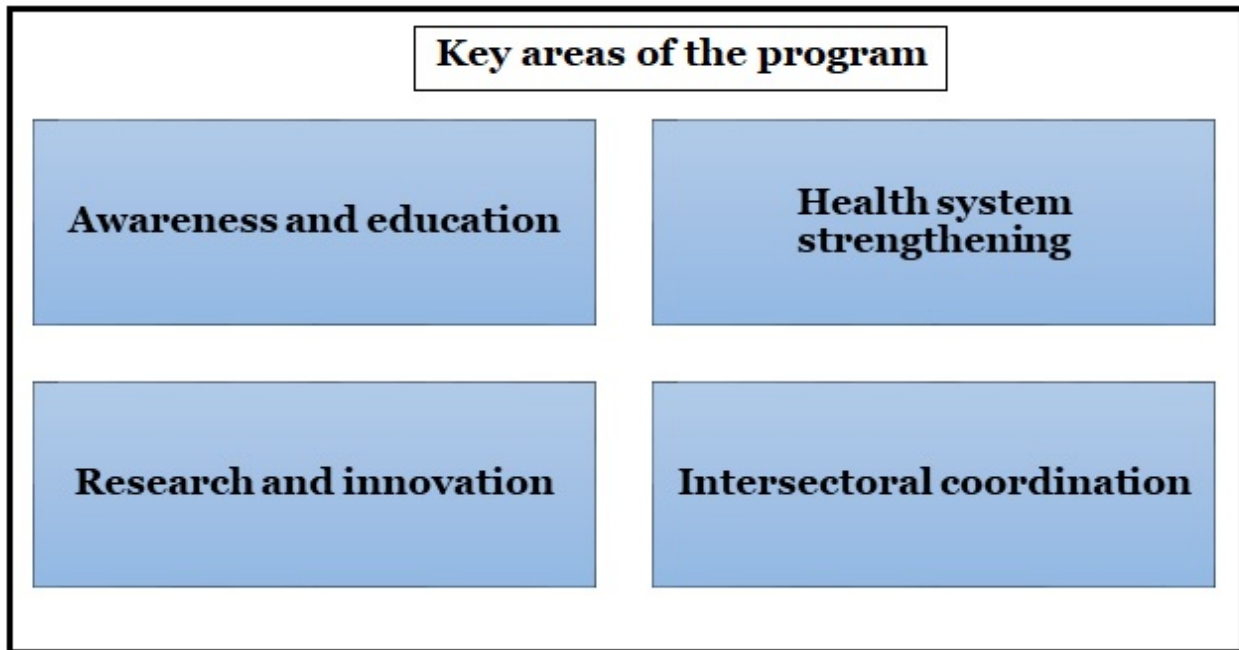 Key areas of the program
Awareness and education
Health system
strengthening
Research and innovation
Intersectoral coordination